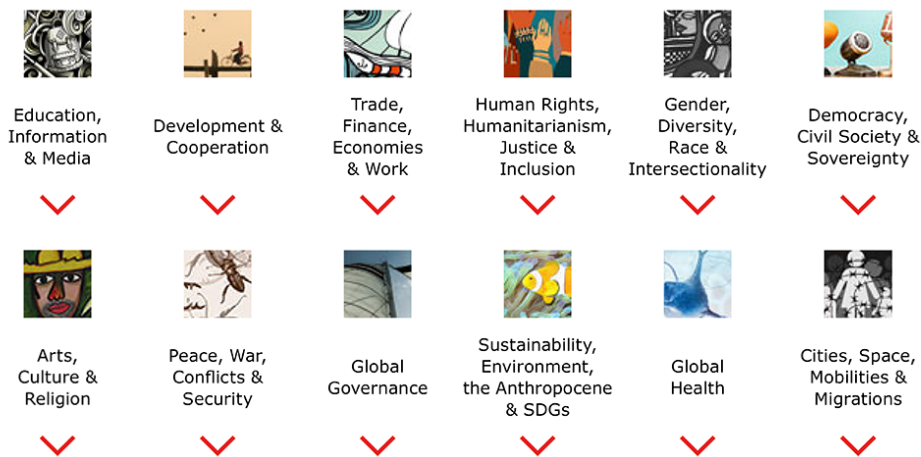 Education,
Information
& Media
Development &
Cooperation
Trade,
Finance,
Economies
& Work
Human Rights,
Humanitarianism,
Justice &
Inclusion
Gender,
Diversity,
Race &
Intersectionality
Democracy,
Civil Society &
Sovereignty
Arts,
Culture &
Religion
Peace, War,
Conflicts &
Security
Global
Governance
Sustainability,
Environment,
the Anthropocene
& SDGs
Global
Health
Cities, Space,
Mobilities &
Migrations